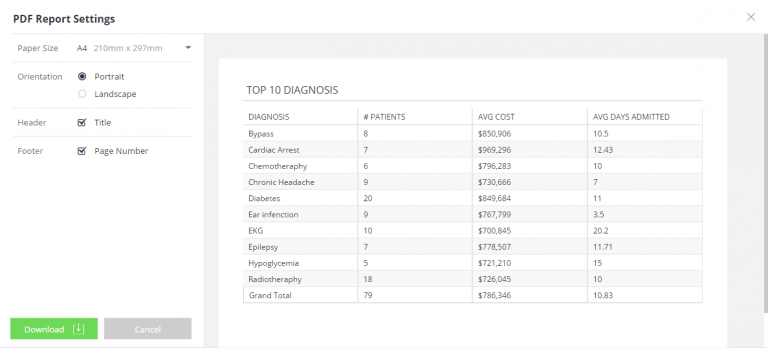 PDF Report Settings
Paper Size A4 210mm x 297mm
Orientation Portrait
Landscape
Header Title
Footer Page Number
Download
Cancel
TOP 10 DIAGNOSIS
DIAGNOSIS # PATIENTS AVG COST AVG DAYS ADMITTED
Bypass 8 $850,906 10.5
Cardiac Arrest 7 $969,296 12.43
Chemotheraphy 6 $796,283 10
Chronic Headache 9 $730,666 7
Diabetes 20 $849,684 11
Ear infenction 9 $767,799 3.5
EKG 10 $700,845 20.2
Epilepsy 7 $778,507 11.71
Hypoglycemia 5 $721,210 15
Radiotheraphy 18 $726,045 10
Grand Total 79 $786,346 10.83